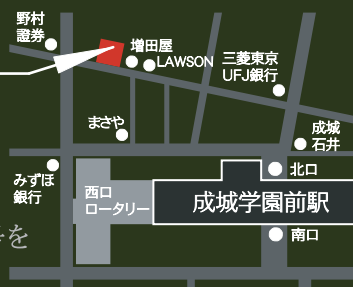 野村
證券
増田屋
LAWSON
三菱東京
UFJ銀行
まさや
成城
石井
みずほ
銀行
西口
ロータリー
北口
成城学園前駅
南口
を